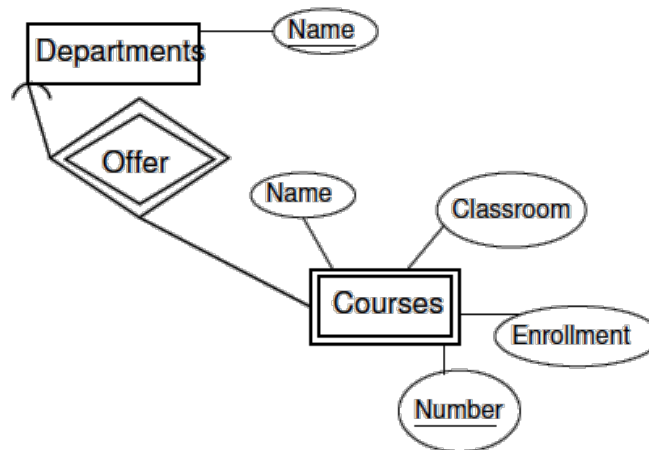 Name
Departments
Offer
Name
Classroom
Courses
Enrollment
Number